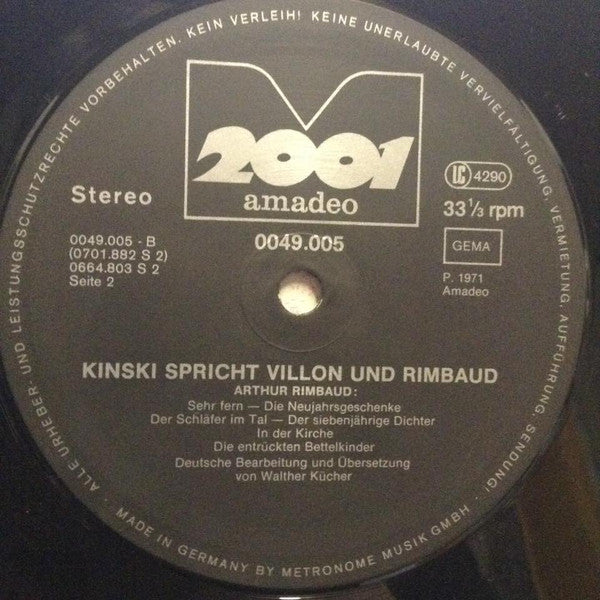 ALLE URHEBER- UND LEISTUNGSSCHUTZRECHTE VORBEHALTEN. KEIN VERLEIH! KEINE UNERLAUBTE VERVIELFÄLTIGUNG, VERMIETUNG, AUFFÜHRUNG, SENDUNG!
2001
amadeo
Stereo
LC 4290
33 1/3 rpm
0049.005
0049.005 - B
(0701.882 S 2)
0664.803 S 2
Seite 2
GEMA
P. 1971
Amadeo
KINSKI SPRICHT VILLON UND RIMBAUD
ARTHUR RIMBAUD:
Sehr fern — Die Neujahrsgeschenke
Der Schläfer im Tal — Der siebenjährige Dichter
In der Kirche
Die entrückten Bettelkinder
Deutsche Bearbeitung und Übersetzung
von Walther Kücher
• MADE IN GERMANY BY METRONOME MUSIK GMBH •